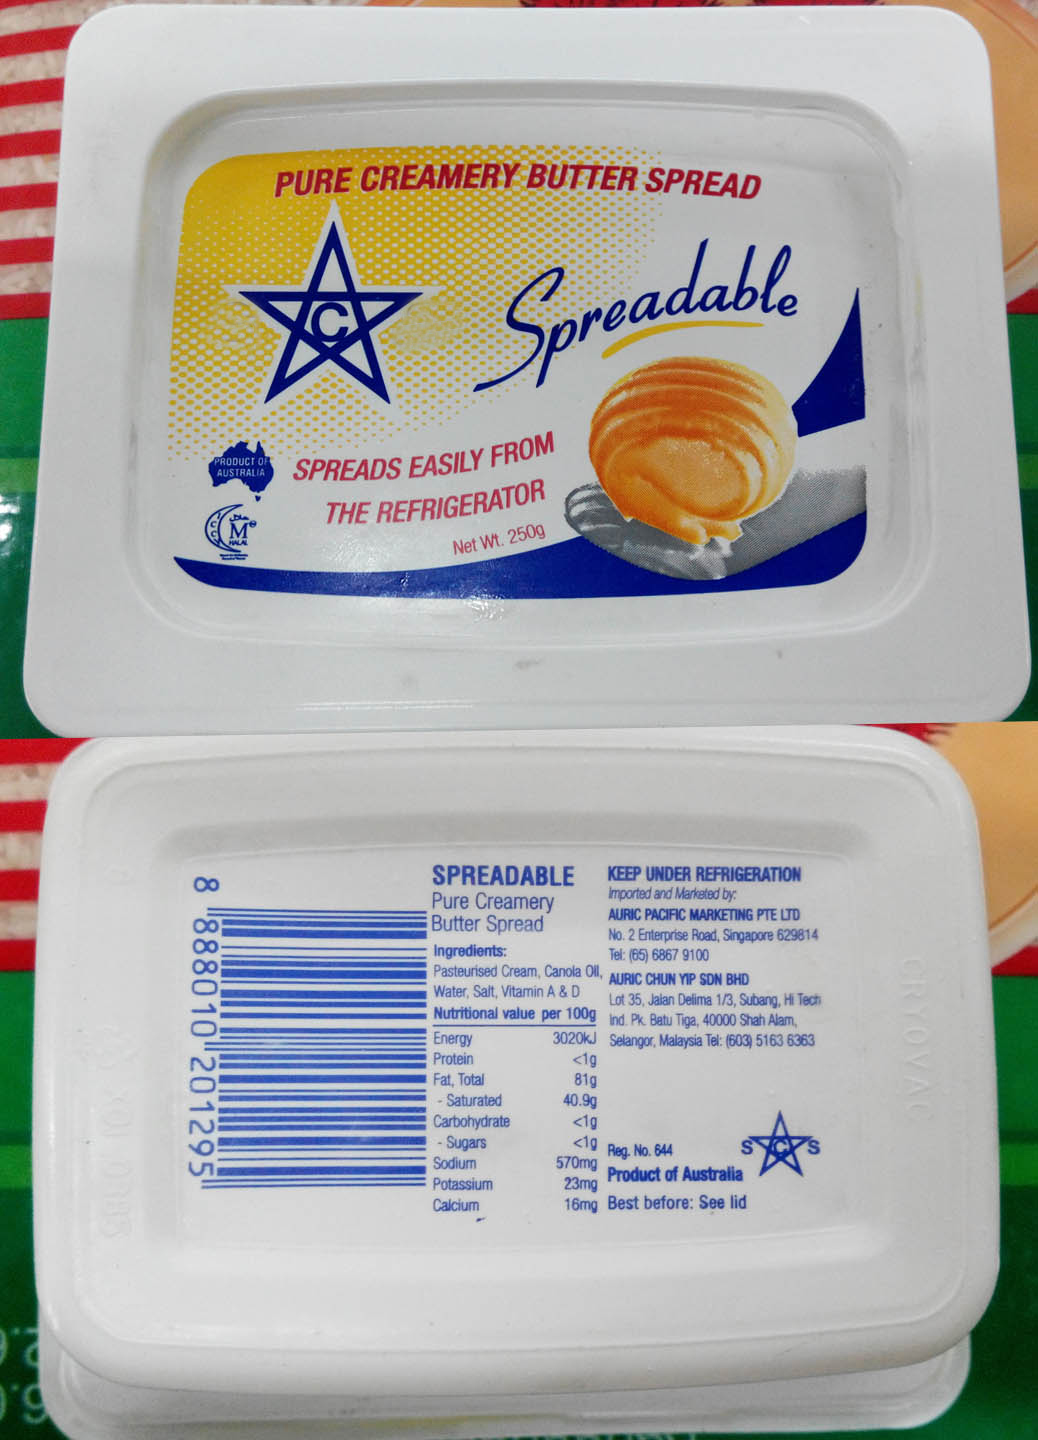 PURE CREAMERY BUTTER SPREAD
C
Spreadable
PRODUCT OF
AUSTRALIA
SPREADS EASILY FROM
THE REFRIGERATOR
Net Wt. 250g
حلال
M
HALAL
8 888010 201295
SPREADABLE
Pure Creamery
Butter Spread
Ingredients:
Pasteurised Cream, Canola Oil,
Water, Salt, Vitamin A & D
Nutritional value per 100g
Energy 3020kJ
Protein <1g
Fat, Total 81g
- Saturated 40.9g
Carbohydrate <1g
- Sugars <1g
Sodium 570mg
Potassium 23mg
Calcium 16mg
KEEP UNDER REFRIGERATION
Imported and Marketed by:
AURIC PACIFIC MARKETING PTE LTD
No. 2 Enterprise Road, Singapore 629814
Tel: (65) 6867 9100
AURIC CHUN YIP SDN BHD
Lot 35, Jalan Delima 1/3, Subang, Hi Tech
Ind. Pk. Batu Tiga, 40000 Shah Alam,
Selangor, Malaysia Tel: (603) 5163 6363
Reg. No. 644
S C S
Product of Australia
Best before: See lid
CRYOVAC